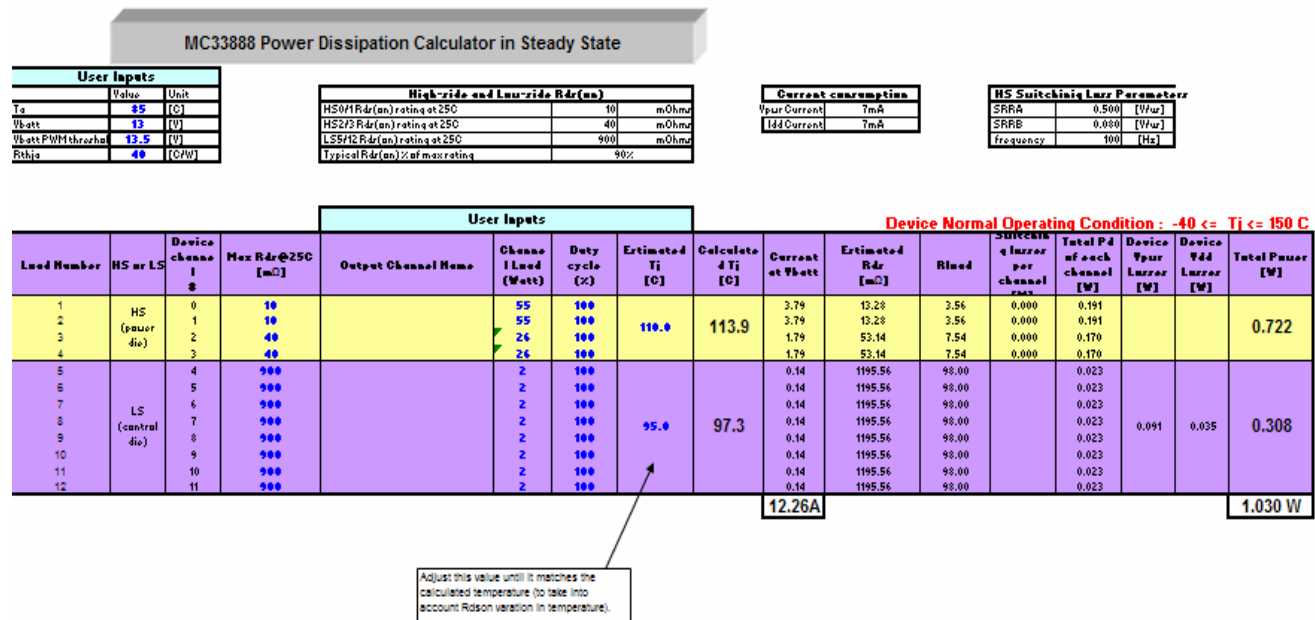 MC33888 Power Dissipation Calculator in Steady State
User Inputs
Value Unit
Ta 85 [C]
Vbatt 13 [V]
Vbatt PWM threshol 13.5 [V]
Rthja 40 [C/W]
High-side and Low-side Rdr(on)
HS0/1 Rdr(on) rating at 25C 10 mOhms
HS2/3 Rdr(on) rating at 25C 40 mOhms
LS5/12 Rdr(on) rating at 25C 900 mOhms
Typical Rdr(on) % of max rating 90%
Current consumption
Vpwr Current 7mA
Idd Current 7mA
HS Suitching Loss Parameters
SRRA 0.500 [V/us]
SRRB 0.080 [V/us]
frequency 100 [Hz]
User Inputs
Device Normal Operating Condition : -40 <= Tj <= 150 C
Load Number HS or LS Device channel # Max Rdr@25C [mΩ] Output Channel Name Channel Load (Watt) Duty cycle (%) Estimated Tj [C] Calculated Tj [C] Current at Vbatt Estimated Rdr [mΩ] Rload losses per channel Total Pd of each channel [W] Device Vpwr Losses [W] Device Vdd Losses [W] Total Power [W]
1 0 10 55 100 3.79 13.28 3.56 0.000 0.191
2 1 10 55 100 3.79 13.28 3.56 0.000 0.191
HS (power die) 110.0 113.9 0.722
3 2 40 26 100 1.79 53.14 7.54 0.000 0.170
4 3 40 26 100 1.79 53.14 7.54 0.000 0.170
5 4 900 2 100 0.14 1195.56 98.00 0.023
6 5 900 2 100 0.14 1195.56 98.00 0.023
7 6 900 2 100 0.14 1195.56 98.00 0.023
8 7 900 2 100 0.14 1195.56 98.00 0.023
LS (control die) 95.0 97.3 0.091 0.035 0.308
9 8 900 2 100 0.14 1195.56 98.00 0.023
10 9 900 2 100 0.14 1195.56 98.00 0.023
11 10 900 2 100 0.14 1195.56 98.00 0.023
12 11 900 2 100 0.14 1195.56 98.00 0.023
12.26A 1.030 W
Adjust this value until it matches the
calculated temperature (to take into
account Rdson varation in temperature).